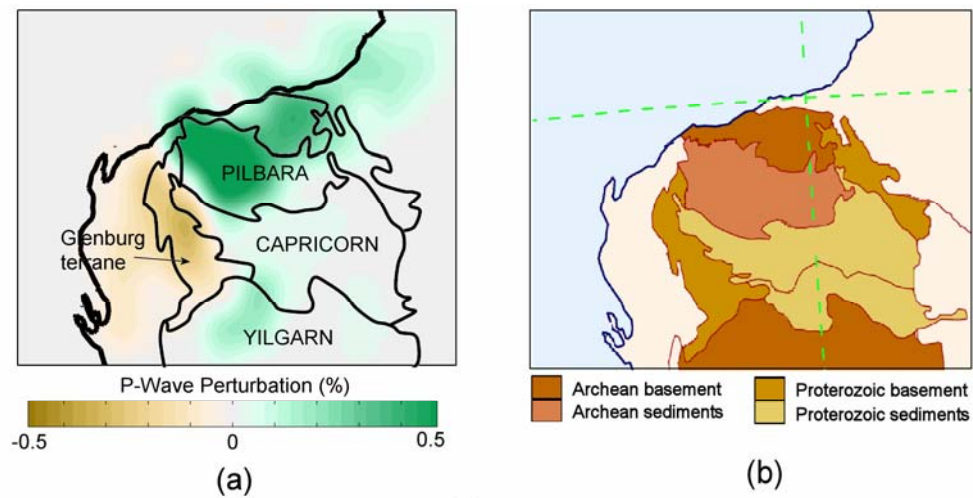 PILBARA
Glenburg
terrane
CAPRICORN
YILGARN
P-Wave Perturbation (%)
-0.5
0
0.5
(a)
Archean basement
Archean sediments
Proterozoic basement
Proterozoic sediments
(b)